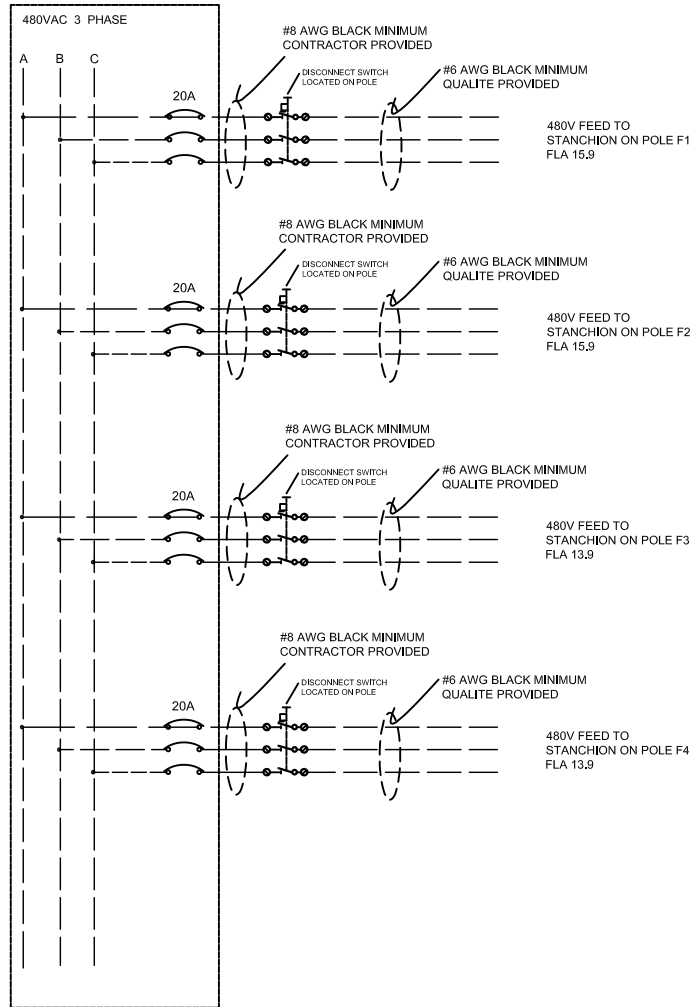 480VAC 3 PHASE
A B C
#8 AWG BLACK MINIMUM
CONTRACTOR PROVIDED
DISCONNECT SWITCH
LOCATED ON POLE
#6 AWG BLACK MINIMUM
QUALITE PROVIDED
20A
480V FEED TO
STANCHION ON POLE F1
FLA 15.9
#8 AWG BLACK MINIMUM
CONTRACTOR PROVIDED
DISCONNECT SWITCH
LOCATED ON POLE
#6 AWG BLACK MINIMUM
QUALITE PROVIDED
20A
480V FEED TO
STANCHION ON POLE F2
FLA 15.9
#8 AWG BLACK MINIMUM
CONTRACTOR PROVIDED
DISCONNECT SWITCH
LOCATED ON POLE
#6 AWG BLACK MINIMUM
QUALITE PROVIDED
20A
480V FEED TO
STANCHION ON POLE F3
FLA 13.9
#8 AWG BLACK MINIMUM
CONTRACTOR PROVIDED
DISCONNECT SWITCH
LOCATED ON POLE
#6 AWG BLACK MINIMUM
QUALITE PROVIDED
20A
480V FEED TO
STANCHION ON POLE F4
FLA 13.9